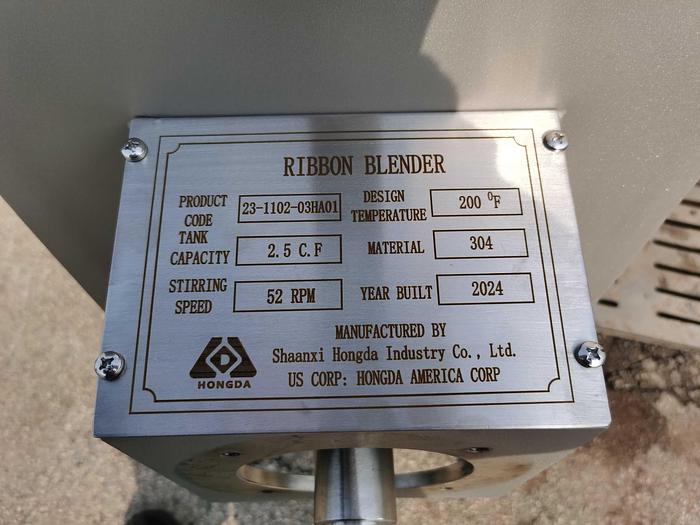 RIBBON BLENDER
PRODUCT CODE 23-1102-03HA01 DESIGN TEMPERATURE 200 °F
TANK CAPACITY 2.5 C.F MATERIAL 304
STIRRING SPEED 52 RPM YEAR BUILT 2024
MANUFACTURED BY
Shaanxi Hongda Industry Co., Ltd.
US CORP: HONGDA AMERICA CORP
HONGDA